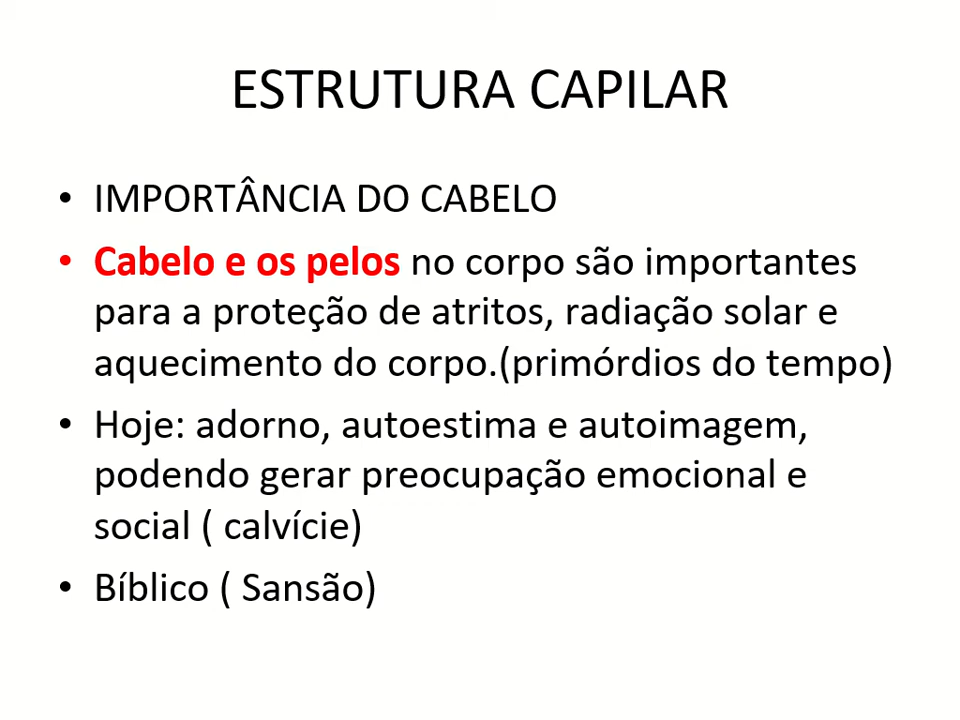 ESTRUTURA CAPILAR
• IMPORTÂNCIA DO CABELO
• Cabelo e os pelos no corpo são importantes
para a proteção de atritos, radiação solar e
aquecimento do corpo.(primórdios do tempo)
• Hoje: adorno, autoestima e autoimagem,
podendo gerar preocupação emocional e
social ( calvície)
• Bíblico ( Sansão)